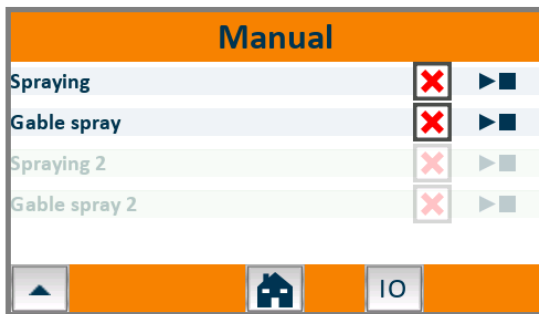 Manual
Spraying
Gable spray
Spraying 2
Gable spray 2
IO